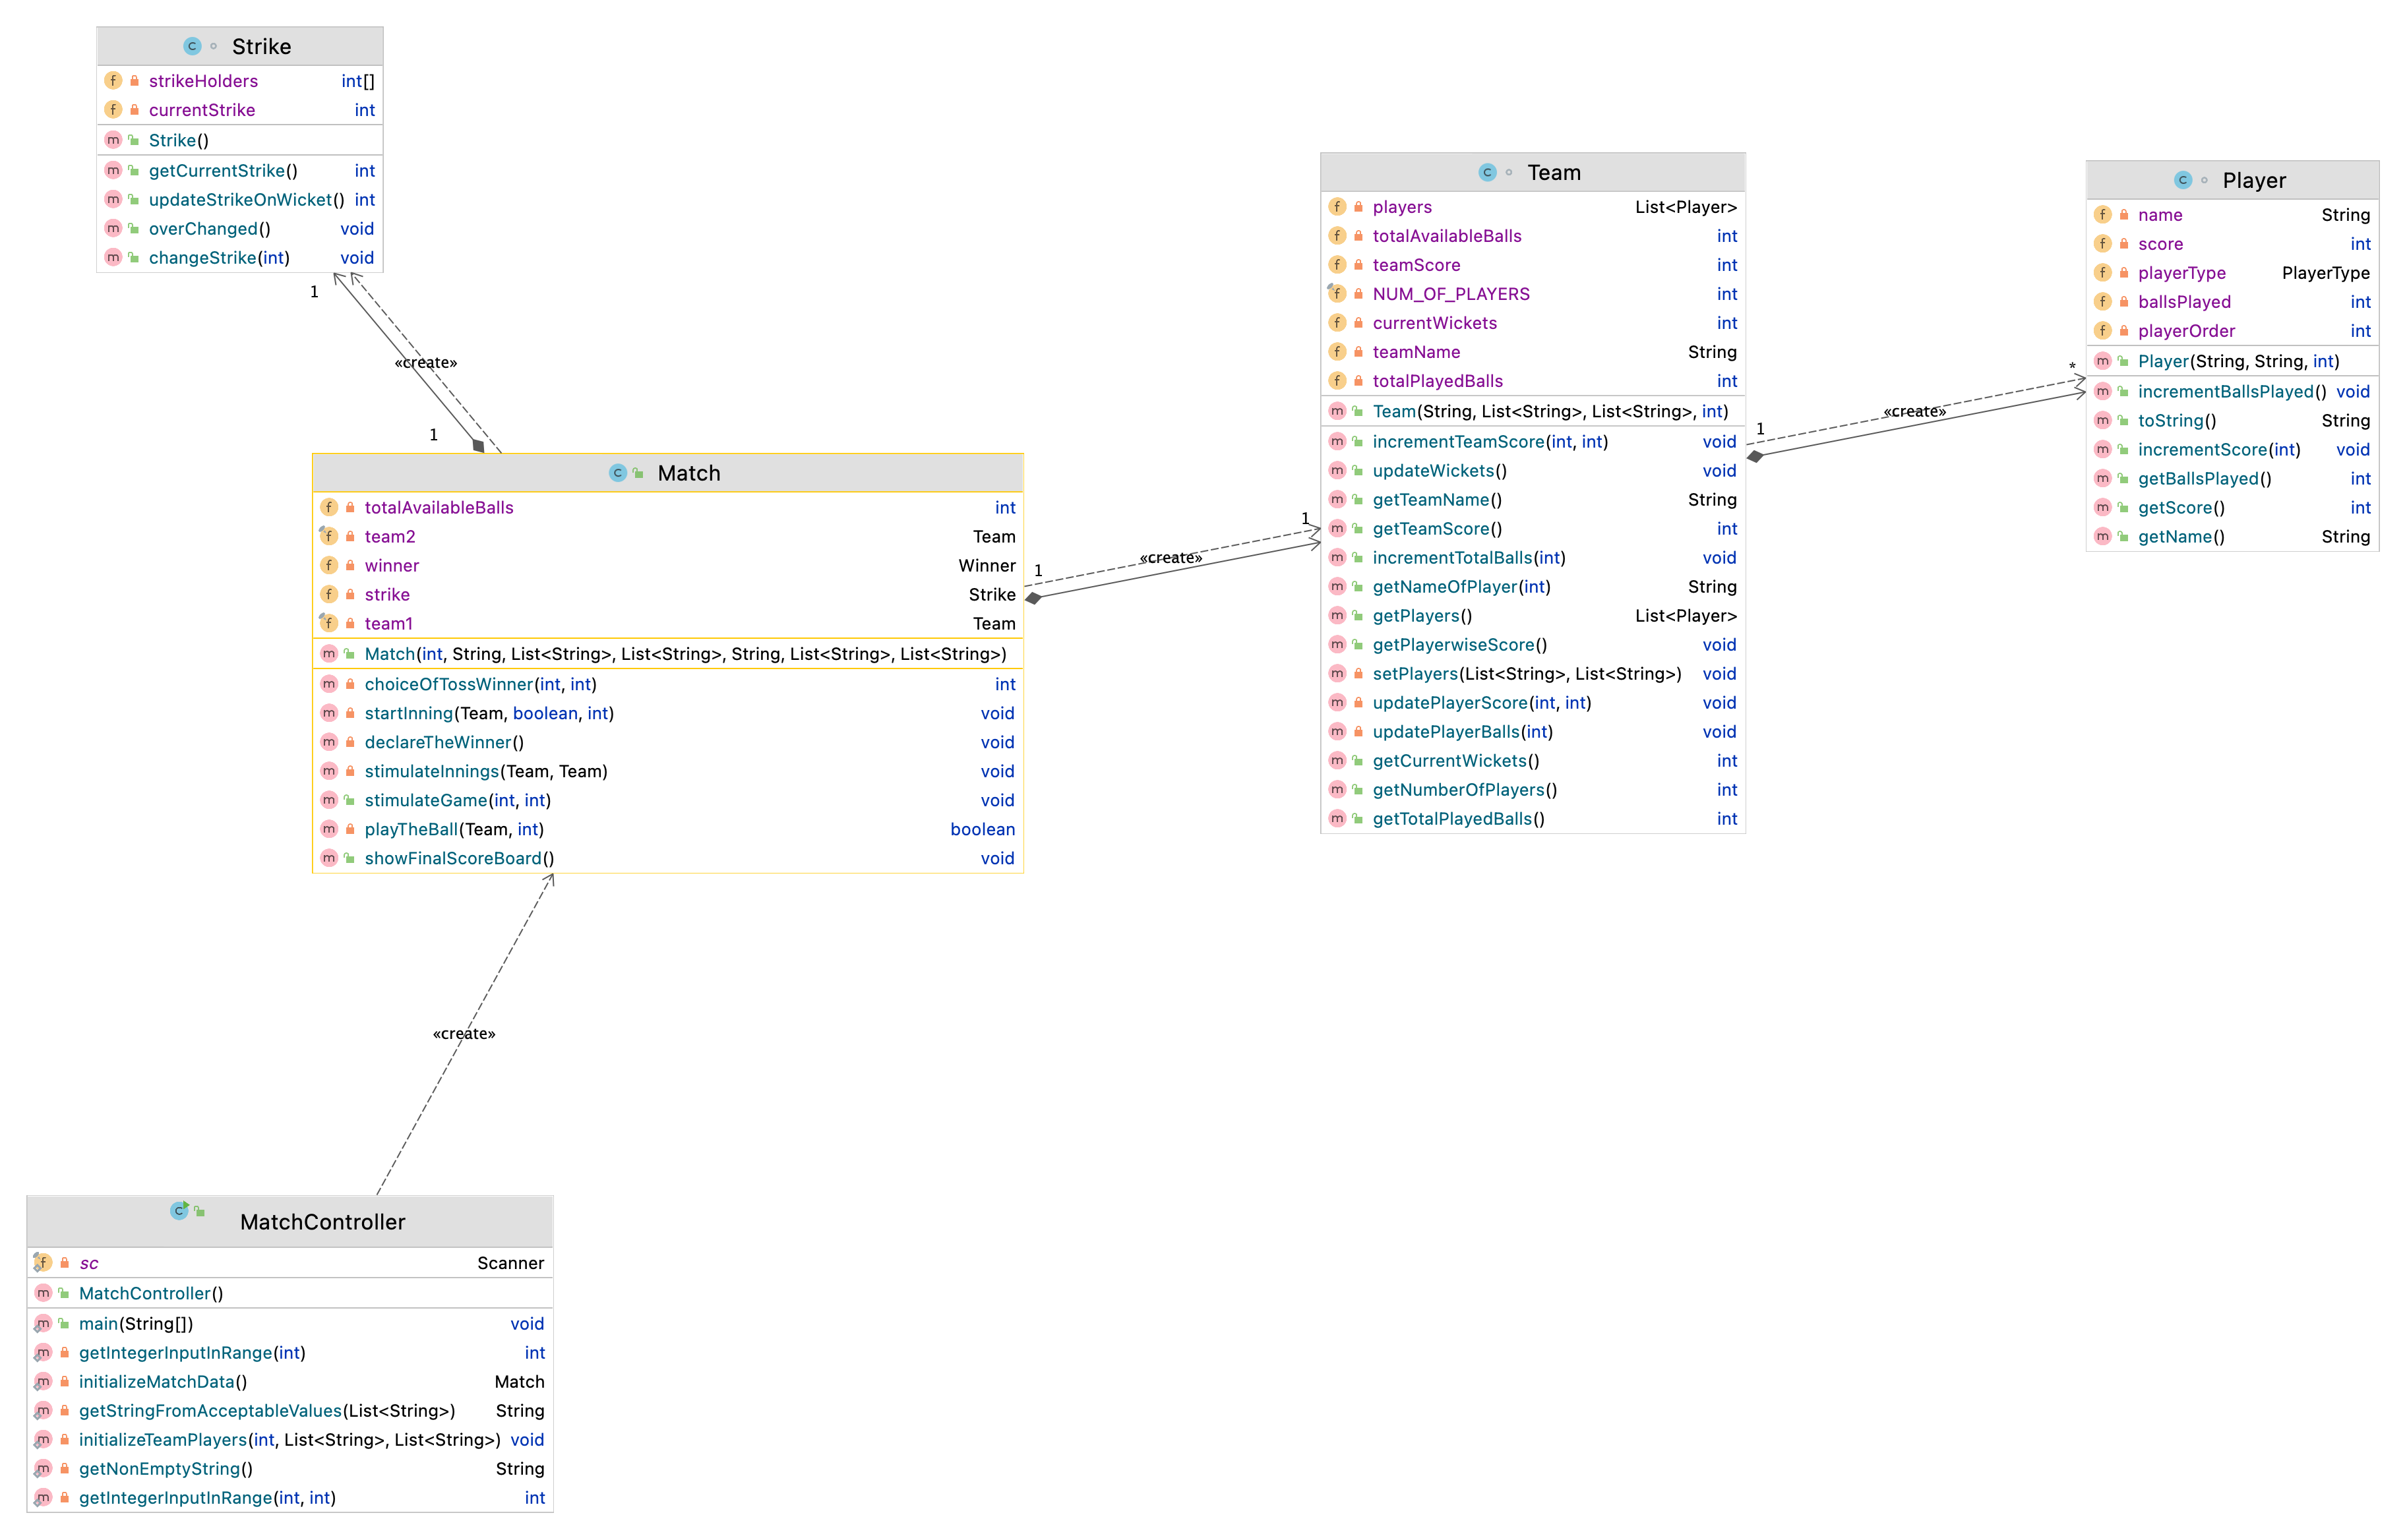 Strike
strikeHolders int[]
currentStrike int
Strike()
getCurrentStrike() int
updateStrikeOnWicket() int
overChanged() void
changeStrike(int) void
1
«create»
1
Match
totalAvailableBalls int
team2 Team
winner Winner
strike Strike
team1 Team
Match(int, String, List<String>, List<String>, String, List<String>, List<String>)
choiceOfTossWinner(int, int) int
startInning(Team, boolean, int) void
declareTheWinner() void
stimulateInnings(Team, Team) void
stimulateGame(int, int) void
playTheBall(Team, int) boolean
showFinalScoreBoard() void
1
«create»
1
Team
players List<Player>
totalAvailableBalls int
teamScore int
NUM_OF_PLAYERS int
currentWickets int
teamName String
totalPlayedBalls int
Team(String, List<String>, List<String>, int)
incrementTeamScore(int, int) void
updateWickets() void
getTeamName() String
getTeamScore() int
incrementTotalBalls(int) void
getNameOfPlayer(int) String
getPlayers() List<Player>
getPlayerwiseScore() void
setPlayers(List<String>, List<String>) void
updatePlayerScore(int, int) void
updatePlayerBalls(int) void
getCurrentWickets() int
getNumberOfPlayers() int
getTotalPlayedBalls() int
1
«create»
*
Player
name String
score int
playerType PlayerType
ballsPlayed int
playerOrder int
Player(String, String, int)
incrementBallsPlayed() void
toString() String
incrementScore(int) void
getBallsPlayed() int
getScore() int
getName() String
«create»
MatchController
sc Scanner
MatchController()
main(String[]) void
getIntegerInputInRange(int) int
initializeMatchData() Match
getStringFromAcceptableValues(List<String>) String
initializeTeamPlayers(int, List<String>, List<String>) void
getNonEmptyString() String
getIntegerInputInRange(int, int) int